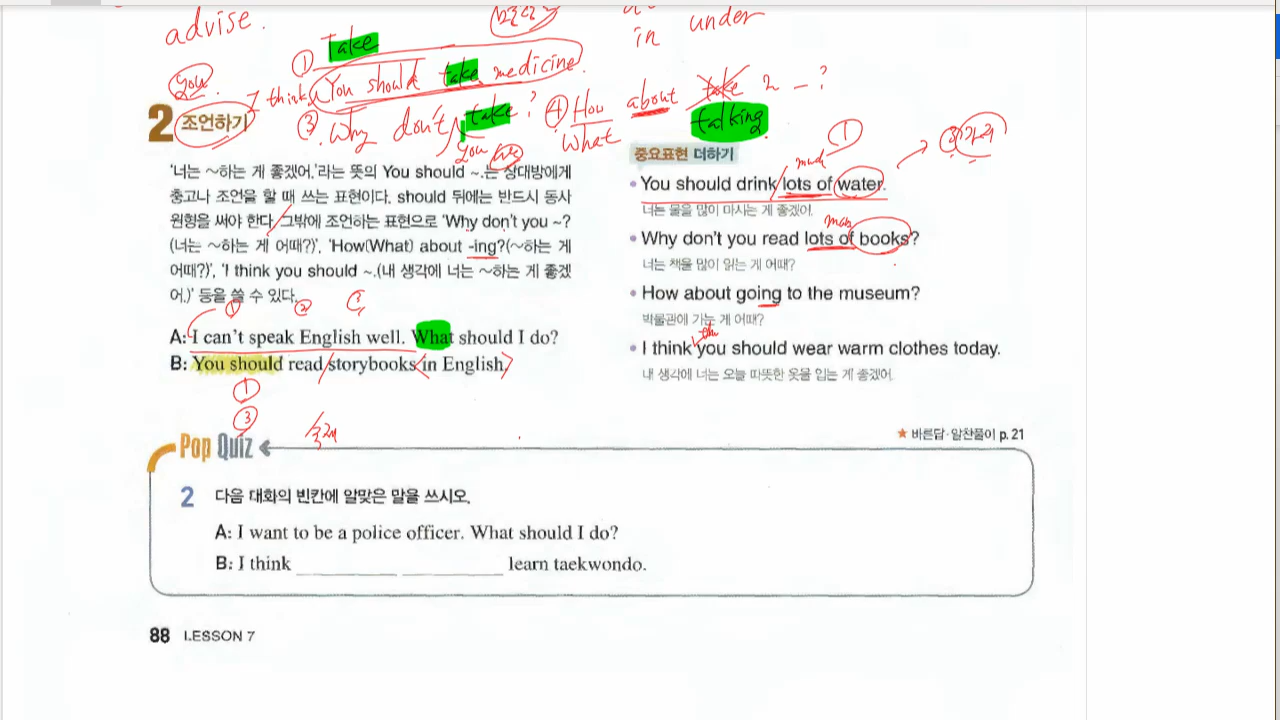 advise.
in under
① Take
you.
I think You should take medicine.
③ Why don't take? ④ How about take 2 - ?
you we What talking
2 조언하기
'너는 ~하는 게 좋겠어.'라는 뜻의 You should ~.는 상대방에게
충고나 조언을 할 때 쓰는 표현이다. should 뒤에는 반드시 동사
원형을 써야 한다. 그밖에 조언하는 표현으로 'Why don't you ~?
(너는 ~하는 게 어때?)', 'How(What) about -ing?(~하는 게
어때?)', 'I think you should ~.(내 생각에 너는 ~하는 게 좋겠
어.)' 등을 쓸 수 있다.
① ②
A: I can't speak English well. What should I do?
B: You should read storybooks in English.
①
③
중요표현 더하기
①
much
• You should drink lots of water.
너는 물을 많이 마시는 게 좋겠어.
• Why don't you read lots of books?
너는 책을 많이 읽는 게 어때?
• How about going to the museum?
박물관에 가는 게 어때?
• I think you should wear warm clothes today.
내 생각에 너는 오늘 따뜻한 옷을 입는 게 좋겠어.
★ 바른답·알찬풀이 p.21
Pop Quiz
2 다음 대화의 빈칸에 알맞은 말을 쓰시오.
A: I want to be a police officer. What should I do?
B: I think ________ ________ learn taekwondo.
88 LESSON 7